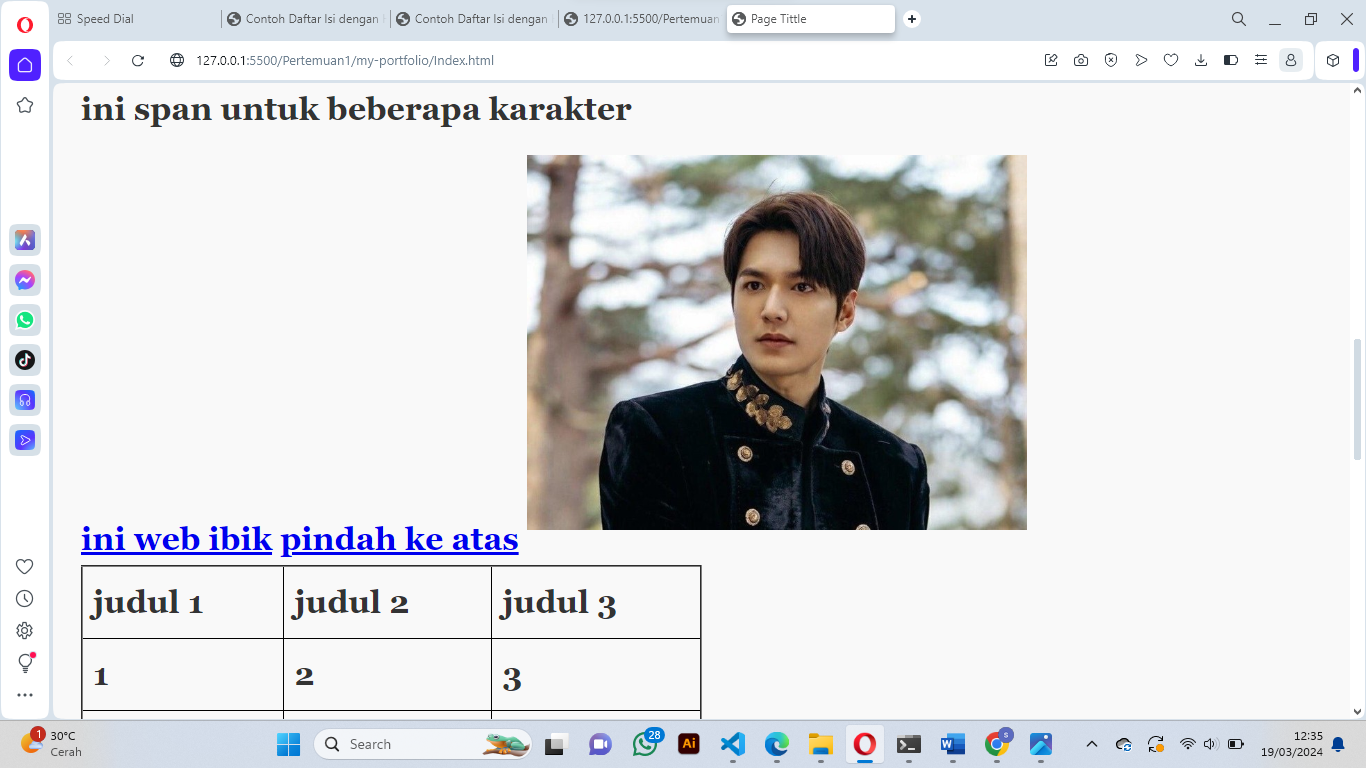 Speed Dial
Contoh Daftar Isi dengan
Contoh Daftar Isi dengan
127.0.0.1:5500/Pertemuan
Page Tittle
127.0.0.1:5500/Pertemuan1/my-portfolio/Index.html
ini span untuk beberapa karakter
ini web ibik pindah ke atas
judul 1 judul 2 judul 3
1 2 3
1
30°C
Cerah
Search
28
Ai
W
s
12:35
19/03/2024